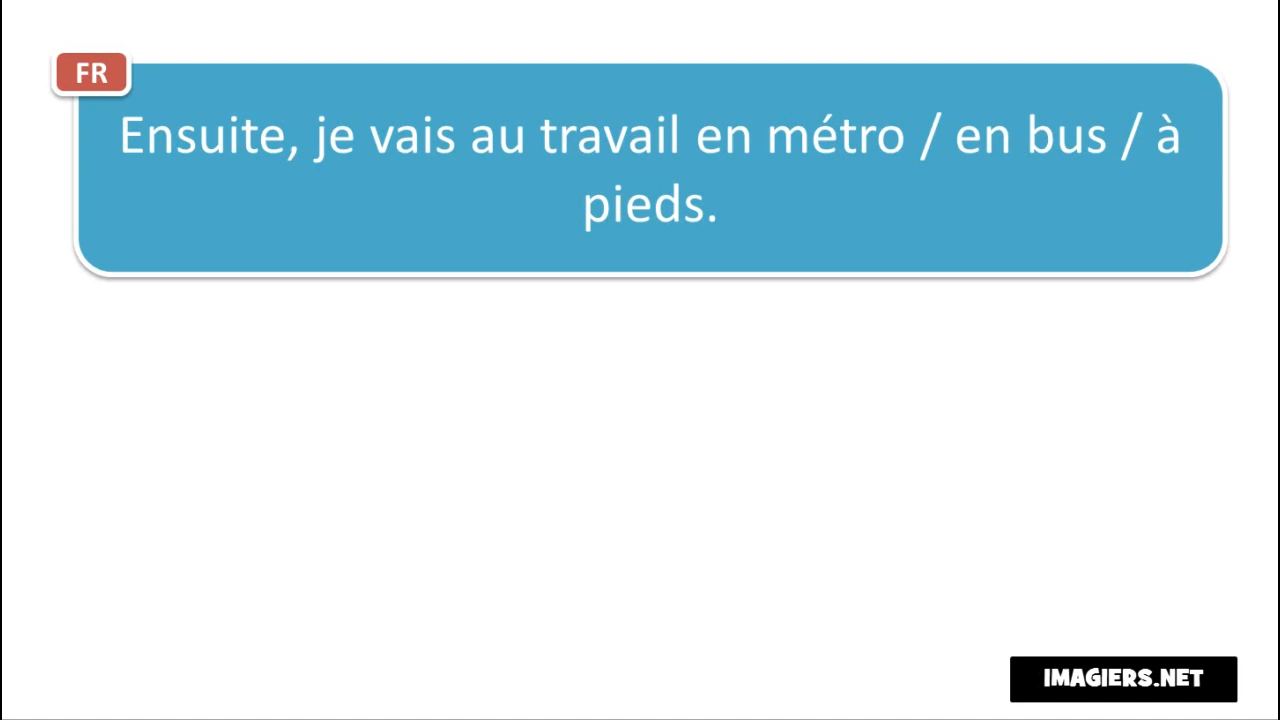 FR
Ensuite, je vais au travail en métro / en bus / à
pieds.
IMAGIERS.NET